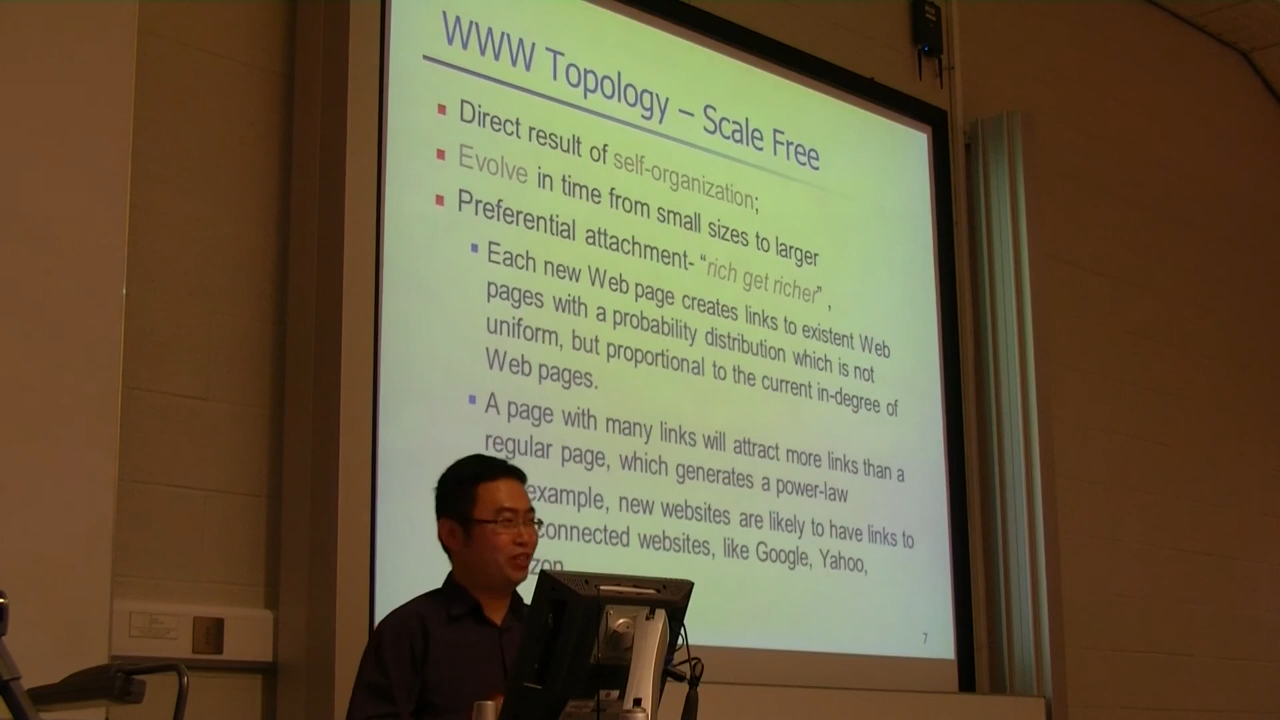 WWW Topology – Scale Free
Direct result of self-organization;
Evolve in time from small sizes to larger
Preferential attachment- “rich get richer” ,
Each new Web page creates links to existent Web
pages with a probability distribution which is not
uniform, but proportional to the current in-degree of
Web pages.
A page with many links will attract more links than a
regular page, which generates a power-law
example, new websites are likely to have links to
connected websites, like Google, Yahoo,
zon
7